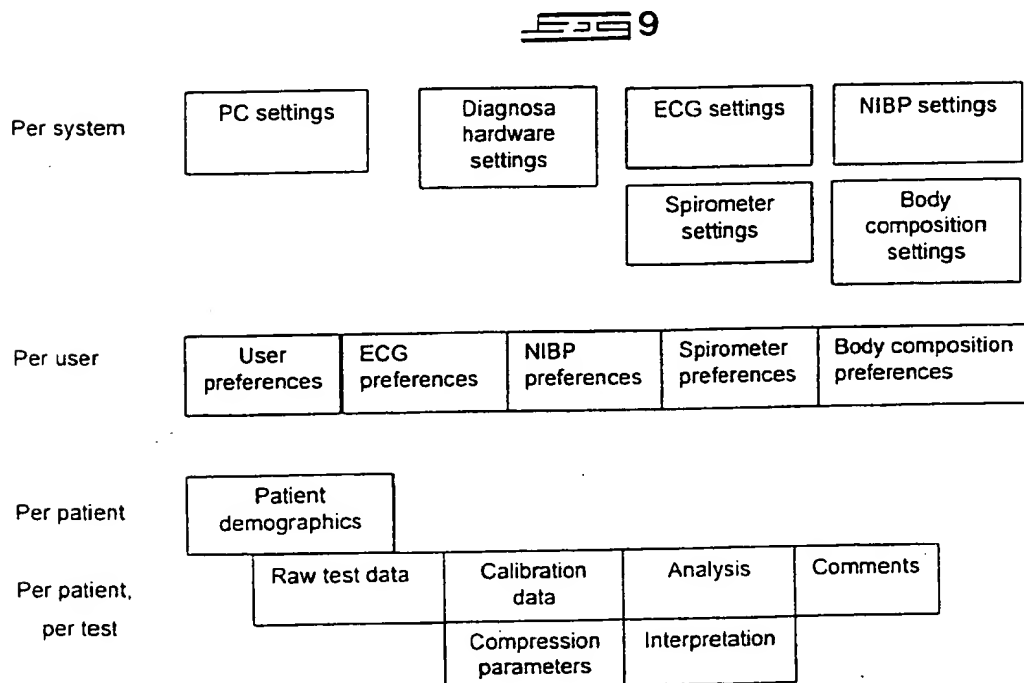 FIG 9
Per system
PC settings
Diagnosa
hardware
settings
ECG settings
NIBP settings
Spirometer
settings
Body
composition
settings
Per user
User
preferences
ECG
preferences
NIBP
preferences
Spirometer
preferences
Body composition
preferences
Per patient
Patient
demographics
Per patient,
per test
Raw test data
Calibration
data
Analysis
Comments
Compression
parameters
Interpretation